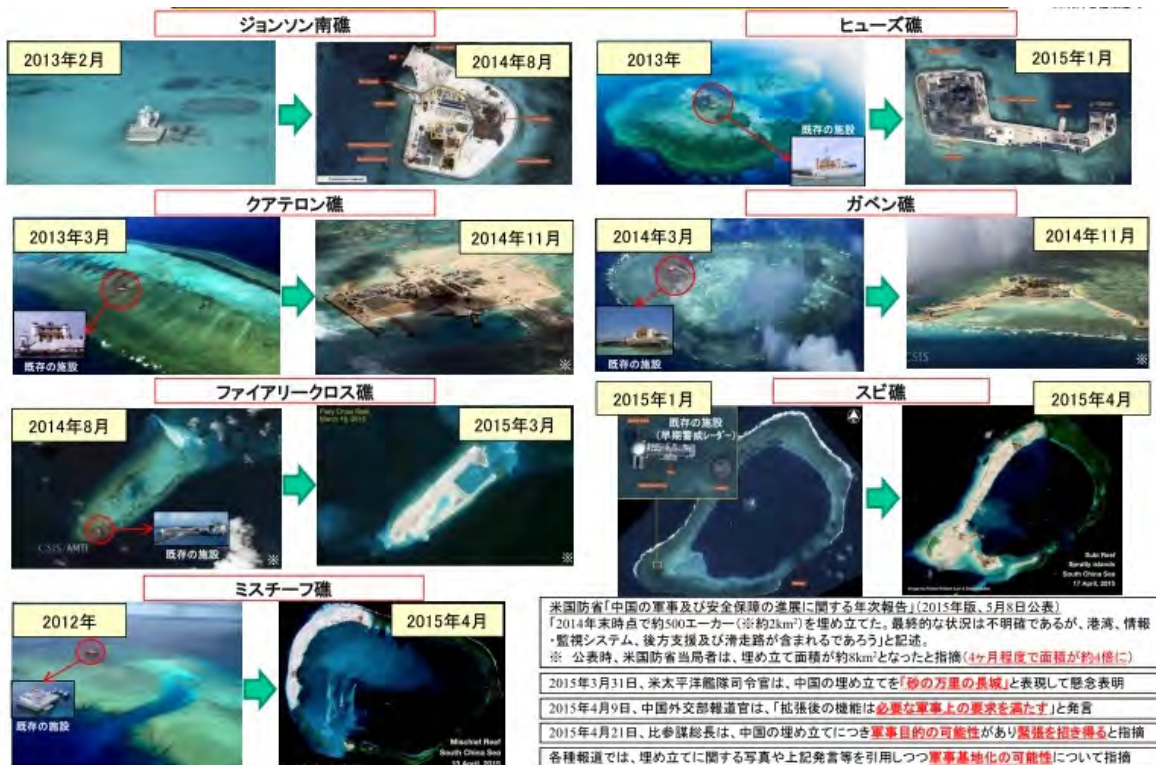 ジョンソン南礁
2013年2月
2014年8月
ヒューズ礁
2013年
既存の施設
2015年1月
クアテロン礁
2013年3月
既存の施設
2014年11月
※
ガベン礁
2014年3月
既存の施設
2014年11月
CSIS
※
ファイアリークロス礁
2014年8月
CSIS/AMTI
既存の施設
※
Fiery Cross Reef
March 19, 2015
2015年3月
※
スビ礁
2015年1月
既存の施設
(早期警戒レーダー)
2015年4月
Subi Reef
Spratly Islands
South China Sea
17 April, 2015
ミスチーフ礁
2012年
既存の施設
2015年4月
Mischief Reef
South China Sea
13 April, 2015
米国防省「中国の軍事及び安全保障の進展に関する年次報告」(2015年版、5月8日公表)
「2014年末時点で約500エーカー(※約2km²)を埋め立てた。最終的な状況は不明確であるが、港湾、情報
・監視システム、後方支援及び滑走路が含まれるであろう」と記述。
※ 公表時、米国防省当局者は、埋め立て面積が約8km²となったと指摘(4ヶ月程度で面積が約4倍に)
2015年3月31日、米太平洋艦隊司令官は、中国の埋め立てを「砂の万里の長城」と表現して懸念表明
2015年4月9日、中国外交部報道官は、「拡張後の機能は必要な軍事上の要求を満たす」と発言
2015年4月21日、比参謀総長は、中国の埋め立てにつき軍事目的の可能性があり緊張を招き得ると指摘
各種報道では、埋め立てに関する写真や上記発言等を引用しつつ軍事基地化の可能性について指摘